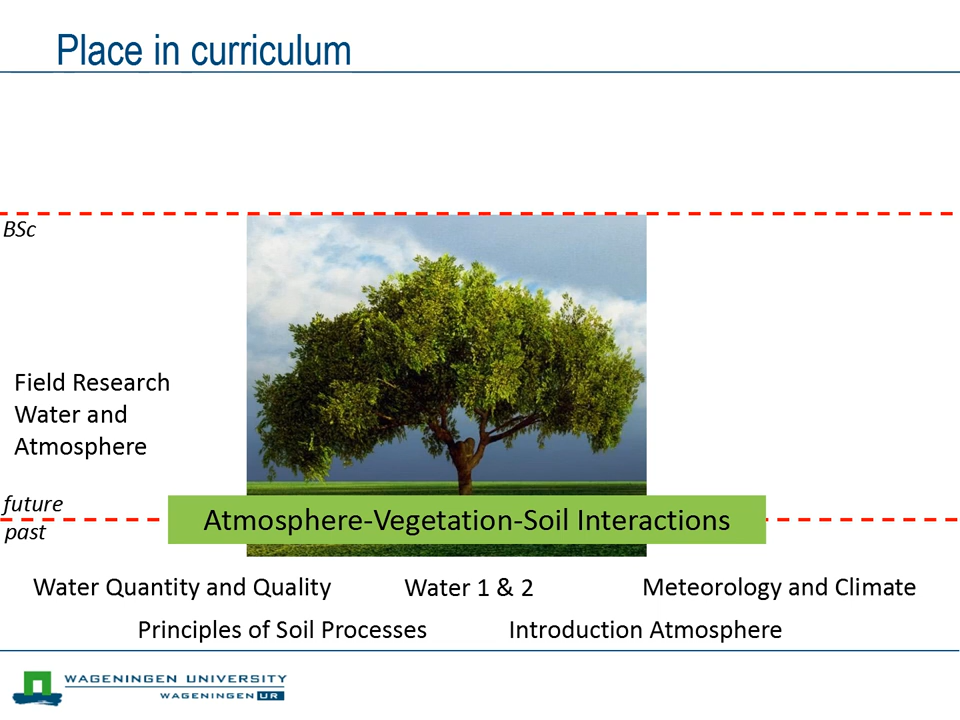 Place in curriculum
BSc
Field Research
Water and
Atmosphere
future
Atmosphere-Vegetation-Soil Interactions
past
Water Quantity and Quality
Water 1 & 2
Meteorology and Climate
Principles of Soil Processes
Introduction Atmosphere
WAGENINGEN UNIVERSITY
WAGENINGEN UR